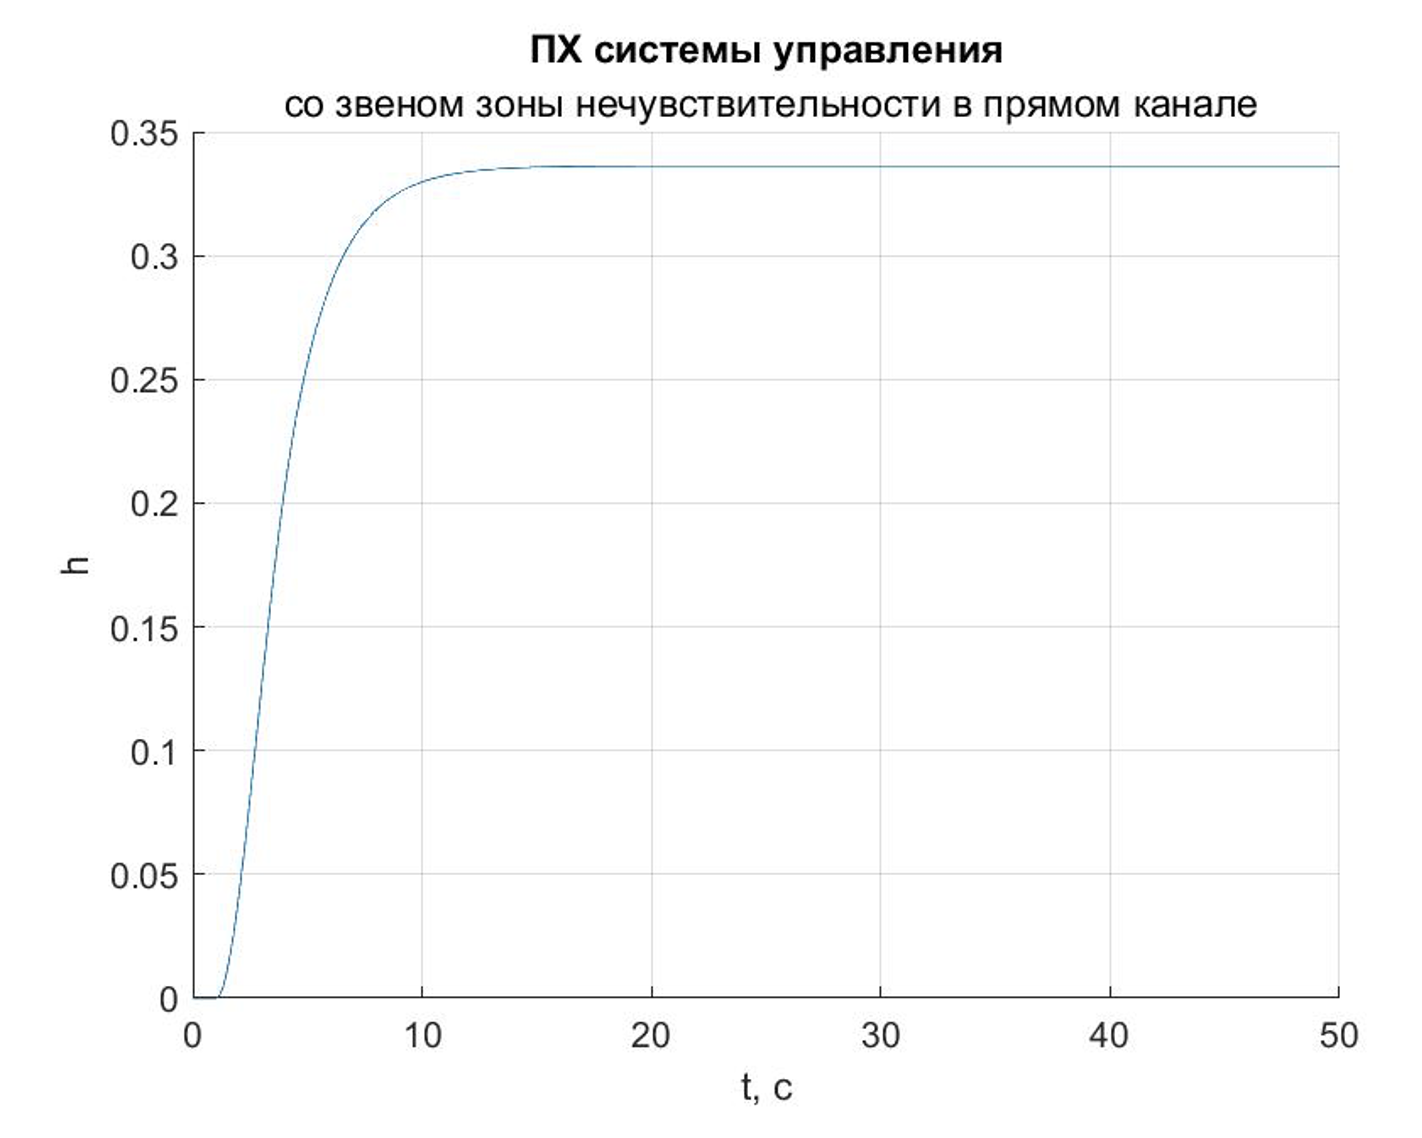 ПХ системы управления
со звеном зоны нечувствительности в прямом канале
0.35
0.3
0.25
0.2
0.15
0.1
0.05
0
h
0 10 20 30 40 50
t, с